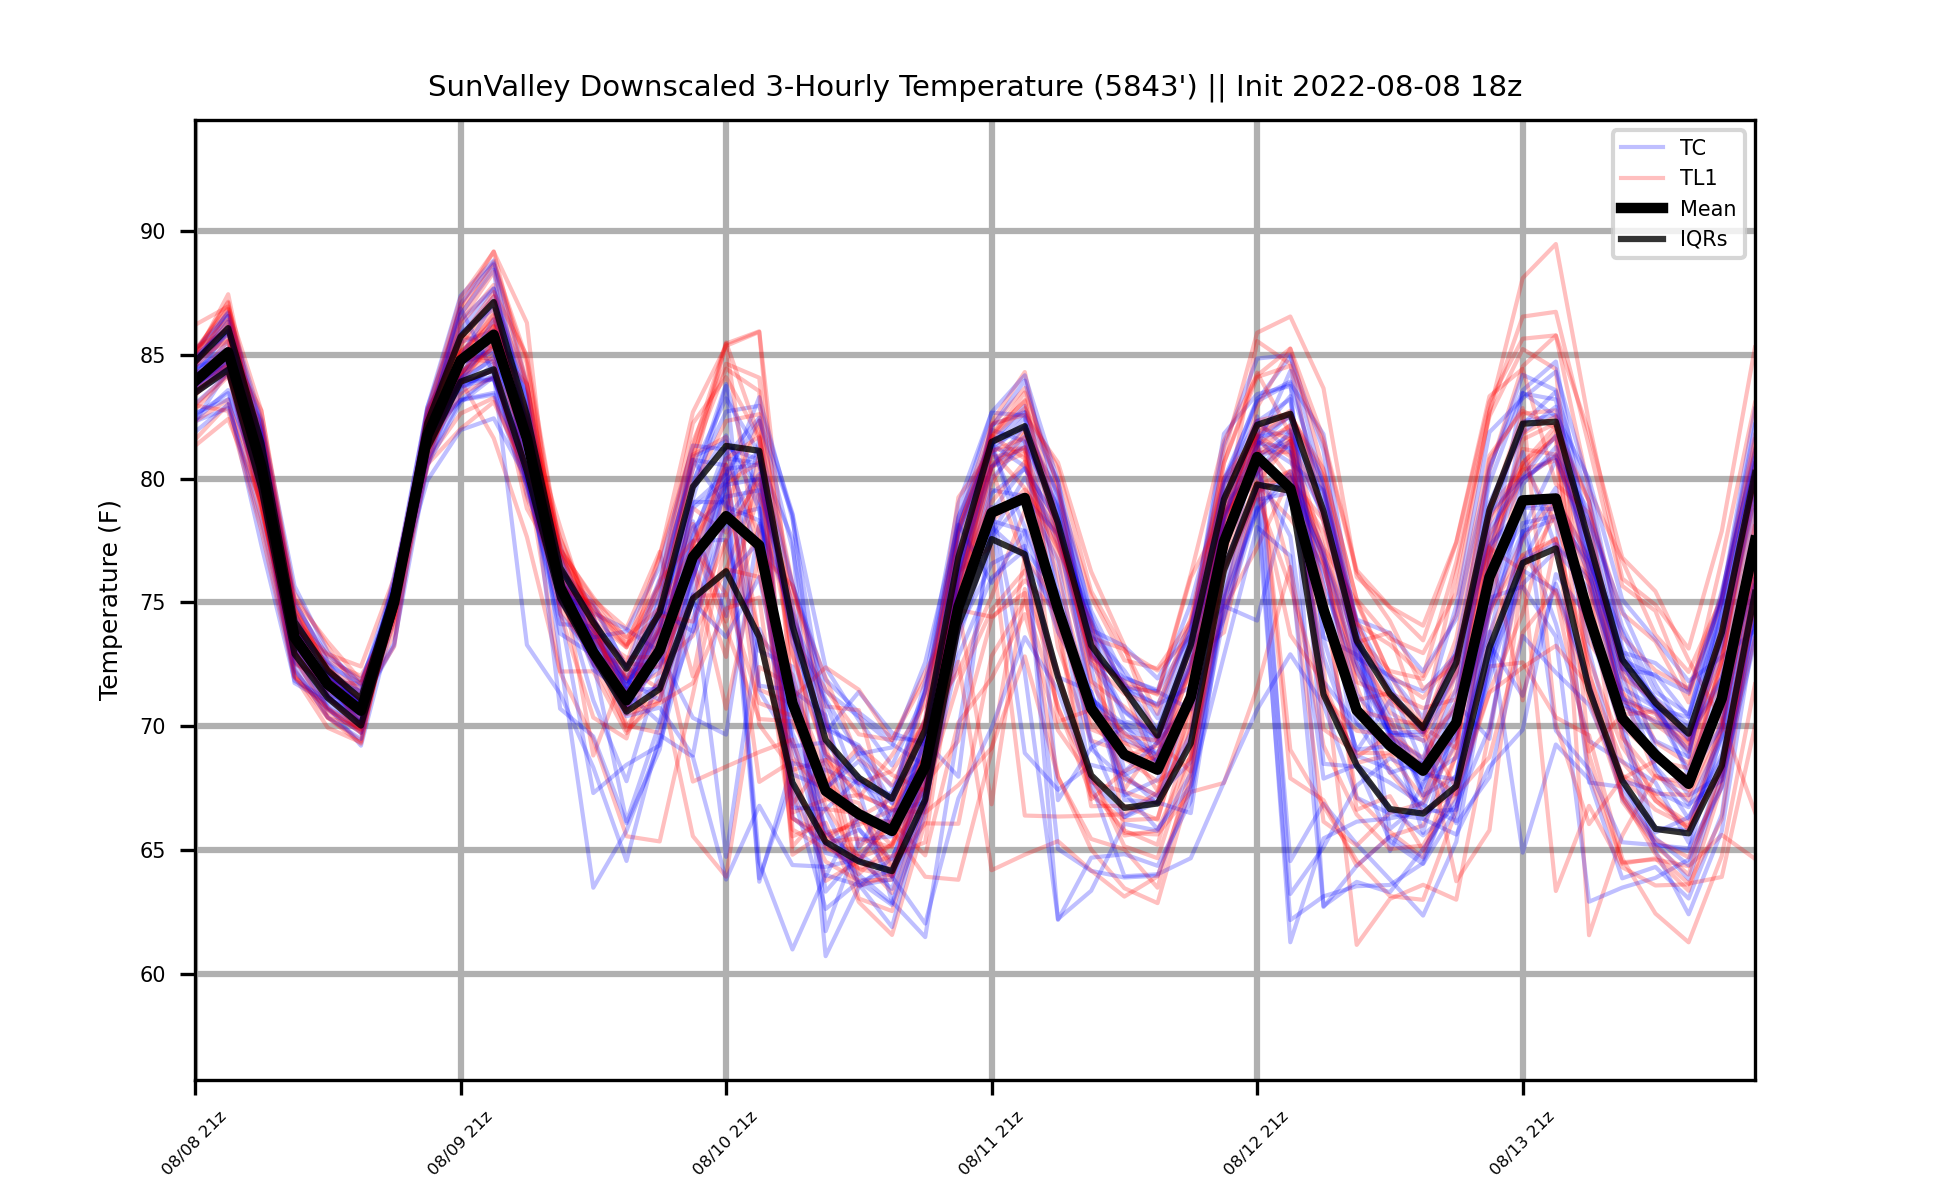 SunValley Downscaled 3-Hourly Temperature (5843') || Init 2022-08-08 18z
TC
TL1
Mean
IQRs
Temperature (F)
90
85
80
75
70
65
60
08/08 21z
08/09 21z
08/10 21z
08/11 21z
08/12 21z
08/13 21z